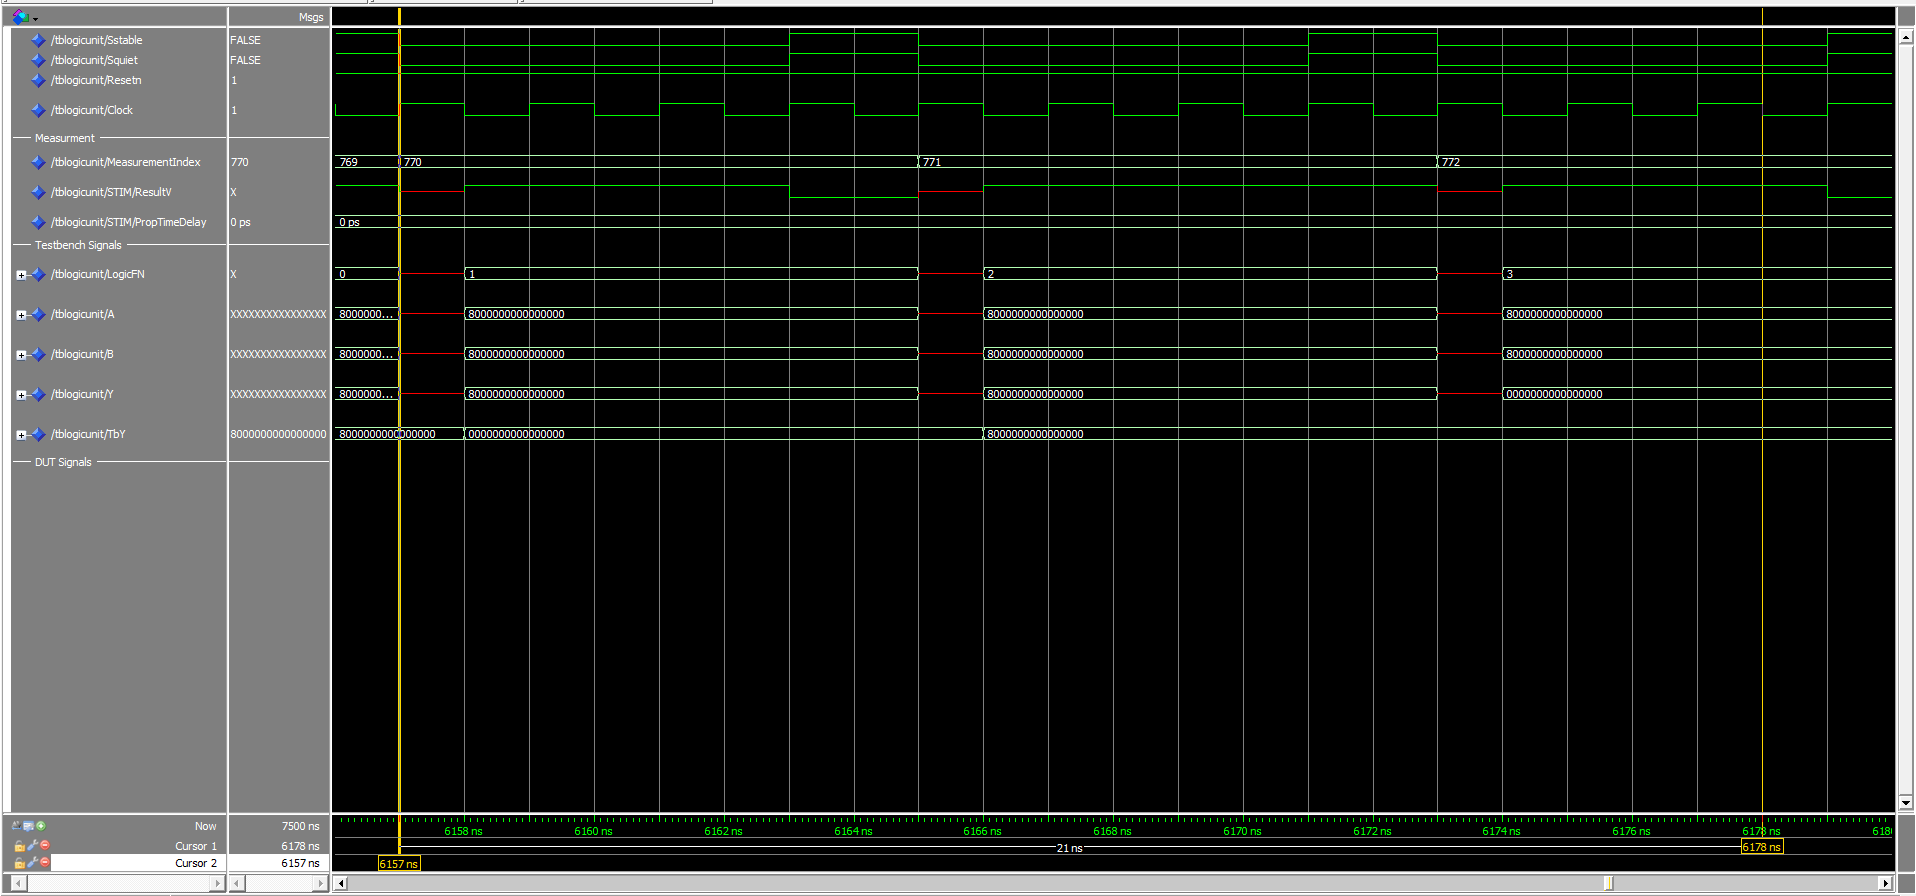 Msgs
/tblogicunit/Sstable FALSE
/tblogicunit/Squiet FALSE
/tblogicunit/Resetn 1
/tblogicunit/Clock 1
Measurment
/tblogicunit/MeasurementIndex 770 769 770 771 772
/tblogicunit/STIM/ResultV X
/tblogicunit/STIM/PropTimeDelay 0 ps 0 ps
Testbench Signals
/tblogicunit/LogicFN X 0 1 2 3
/tblogicunit/A XXXXXXXXXXXXXXXX 8000000... 8000000000000000 8000000000000000 8000000000000000
/tblogicunit/B XXXXXXXXXXXXXXXX 8000000... 8000000000000000 8000000000000000 8000000000000000
/tblogicunit/Y XXXXXXXXXXXXXXXX 8000000... 8000000000000000 8000000000000000 0000000000000000
/tblogicunit/TbY 8000000000000000 8000000000000000 0000000000000000 8000000000000000
DUT Signals
Now 7500 ns 6158 ns 6160 ns 6162 ns 6164 ns 6166 ns 6168 ns 6170 ns 6172 ns 6174 ns 6176 ns 6178 ns 618
Cursor 1 6178 ns 21 ns 6178 ns
Cursor 2 6157 ns 6157 ns